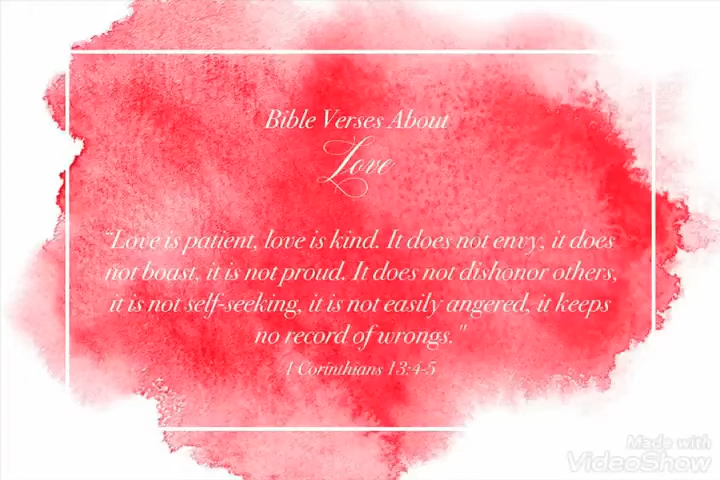 Bible Verses About
Love
"Love is patient, love is kind. It does not envy, it does
not boast, it is not proud. It does not dishonor others,
it is not self-seeking, it is not easily angered, it keeps
no record of wrongs."
1 Corinthians 13:4-5
Made with
VideoShow